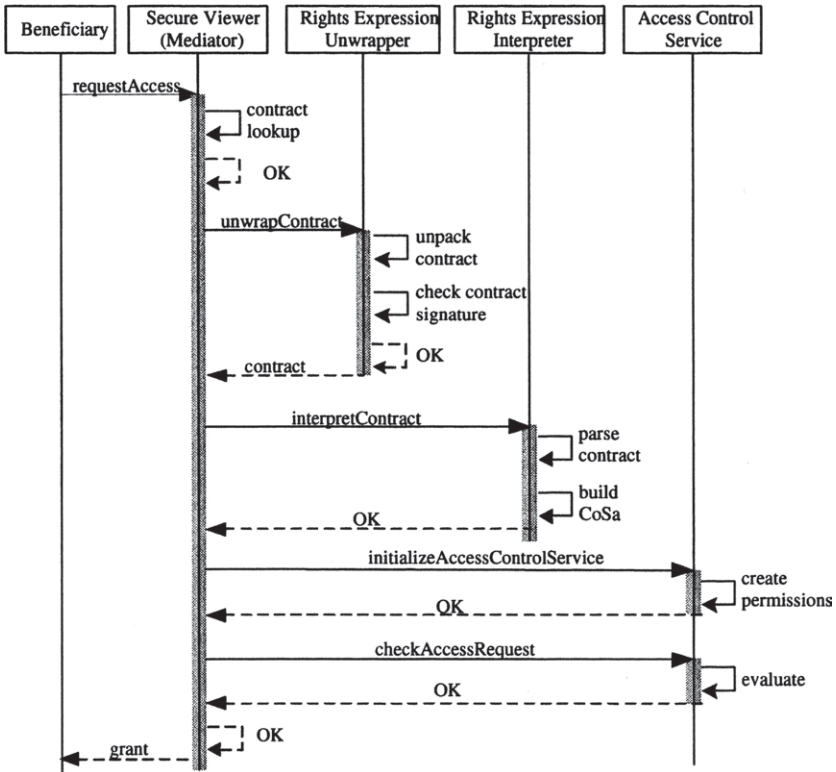 Beneficiary
Secure Viewer
(Mediator)
Rights Expression
Unwrapper
Rights Expression
Interpreter
Access Control
Service
requestAccess
contract
lookup
OK
unwrapContract
unpack
contract
check contract
signature
OK
contract
interpretContract
parse
contract
build
CoSa
OK
initializeAccessControlService
create
permissions
OK
checkAccessRequest
evaluate
OK
OK
grant